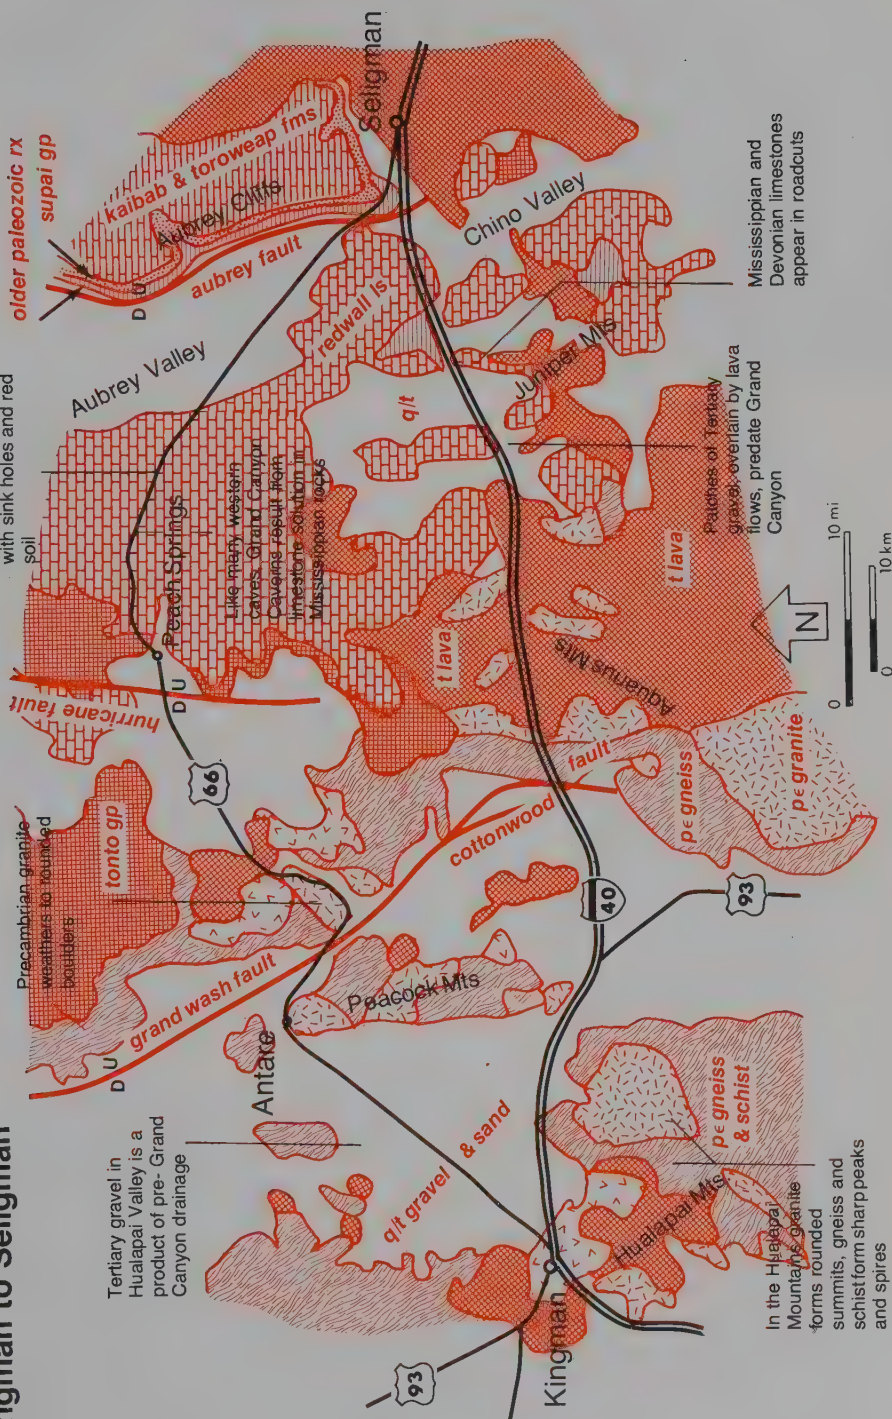 gman to Seligman
older paleozoic rx
supai gp
kaibab & toroweap fms
Aubrey Cliffs
aubrey fault
D U
Seligman
with sink holes and red
soil
Aubrey Valley
redwall ls
Chino Valley
Mississippian and
Devonian limestones
appear in roadcuts
Juniper Mts
q/t
Peach Springs
Like many western
caves, Grand Canyon
Caverns result from
limestone solution in
Mississippian rocks
Patches of Tertiary
gravel, overlain by lava
flows, predate Grand
Canyon
hurricane fault
D U
66
t lava
t lava
Aquarius Mts
N
0 10 mi
0 10 km
Precambrian granite
weathers to rounded
boulders
tonto gp
cottonwood fault
p€ gneiss
p€ granite
40
93
grand wash fault
D U
Peacock Mts
Antare
Tertiary gravel in
Hualapai Valley is a
product of pre- Grand
Canyon drainage
q/t gravel & sand
p€ gneiss
& schist
Hualapai Mts
In the Hualapai
Mountains granite
forms rounded
summits, gneiss and
schist form sharp peaks
and spires
Kingman
93